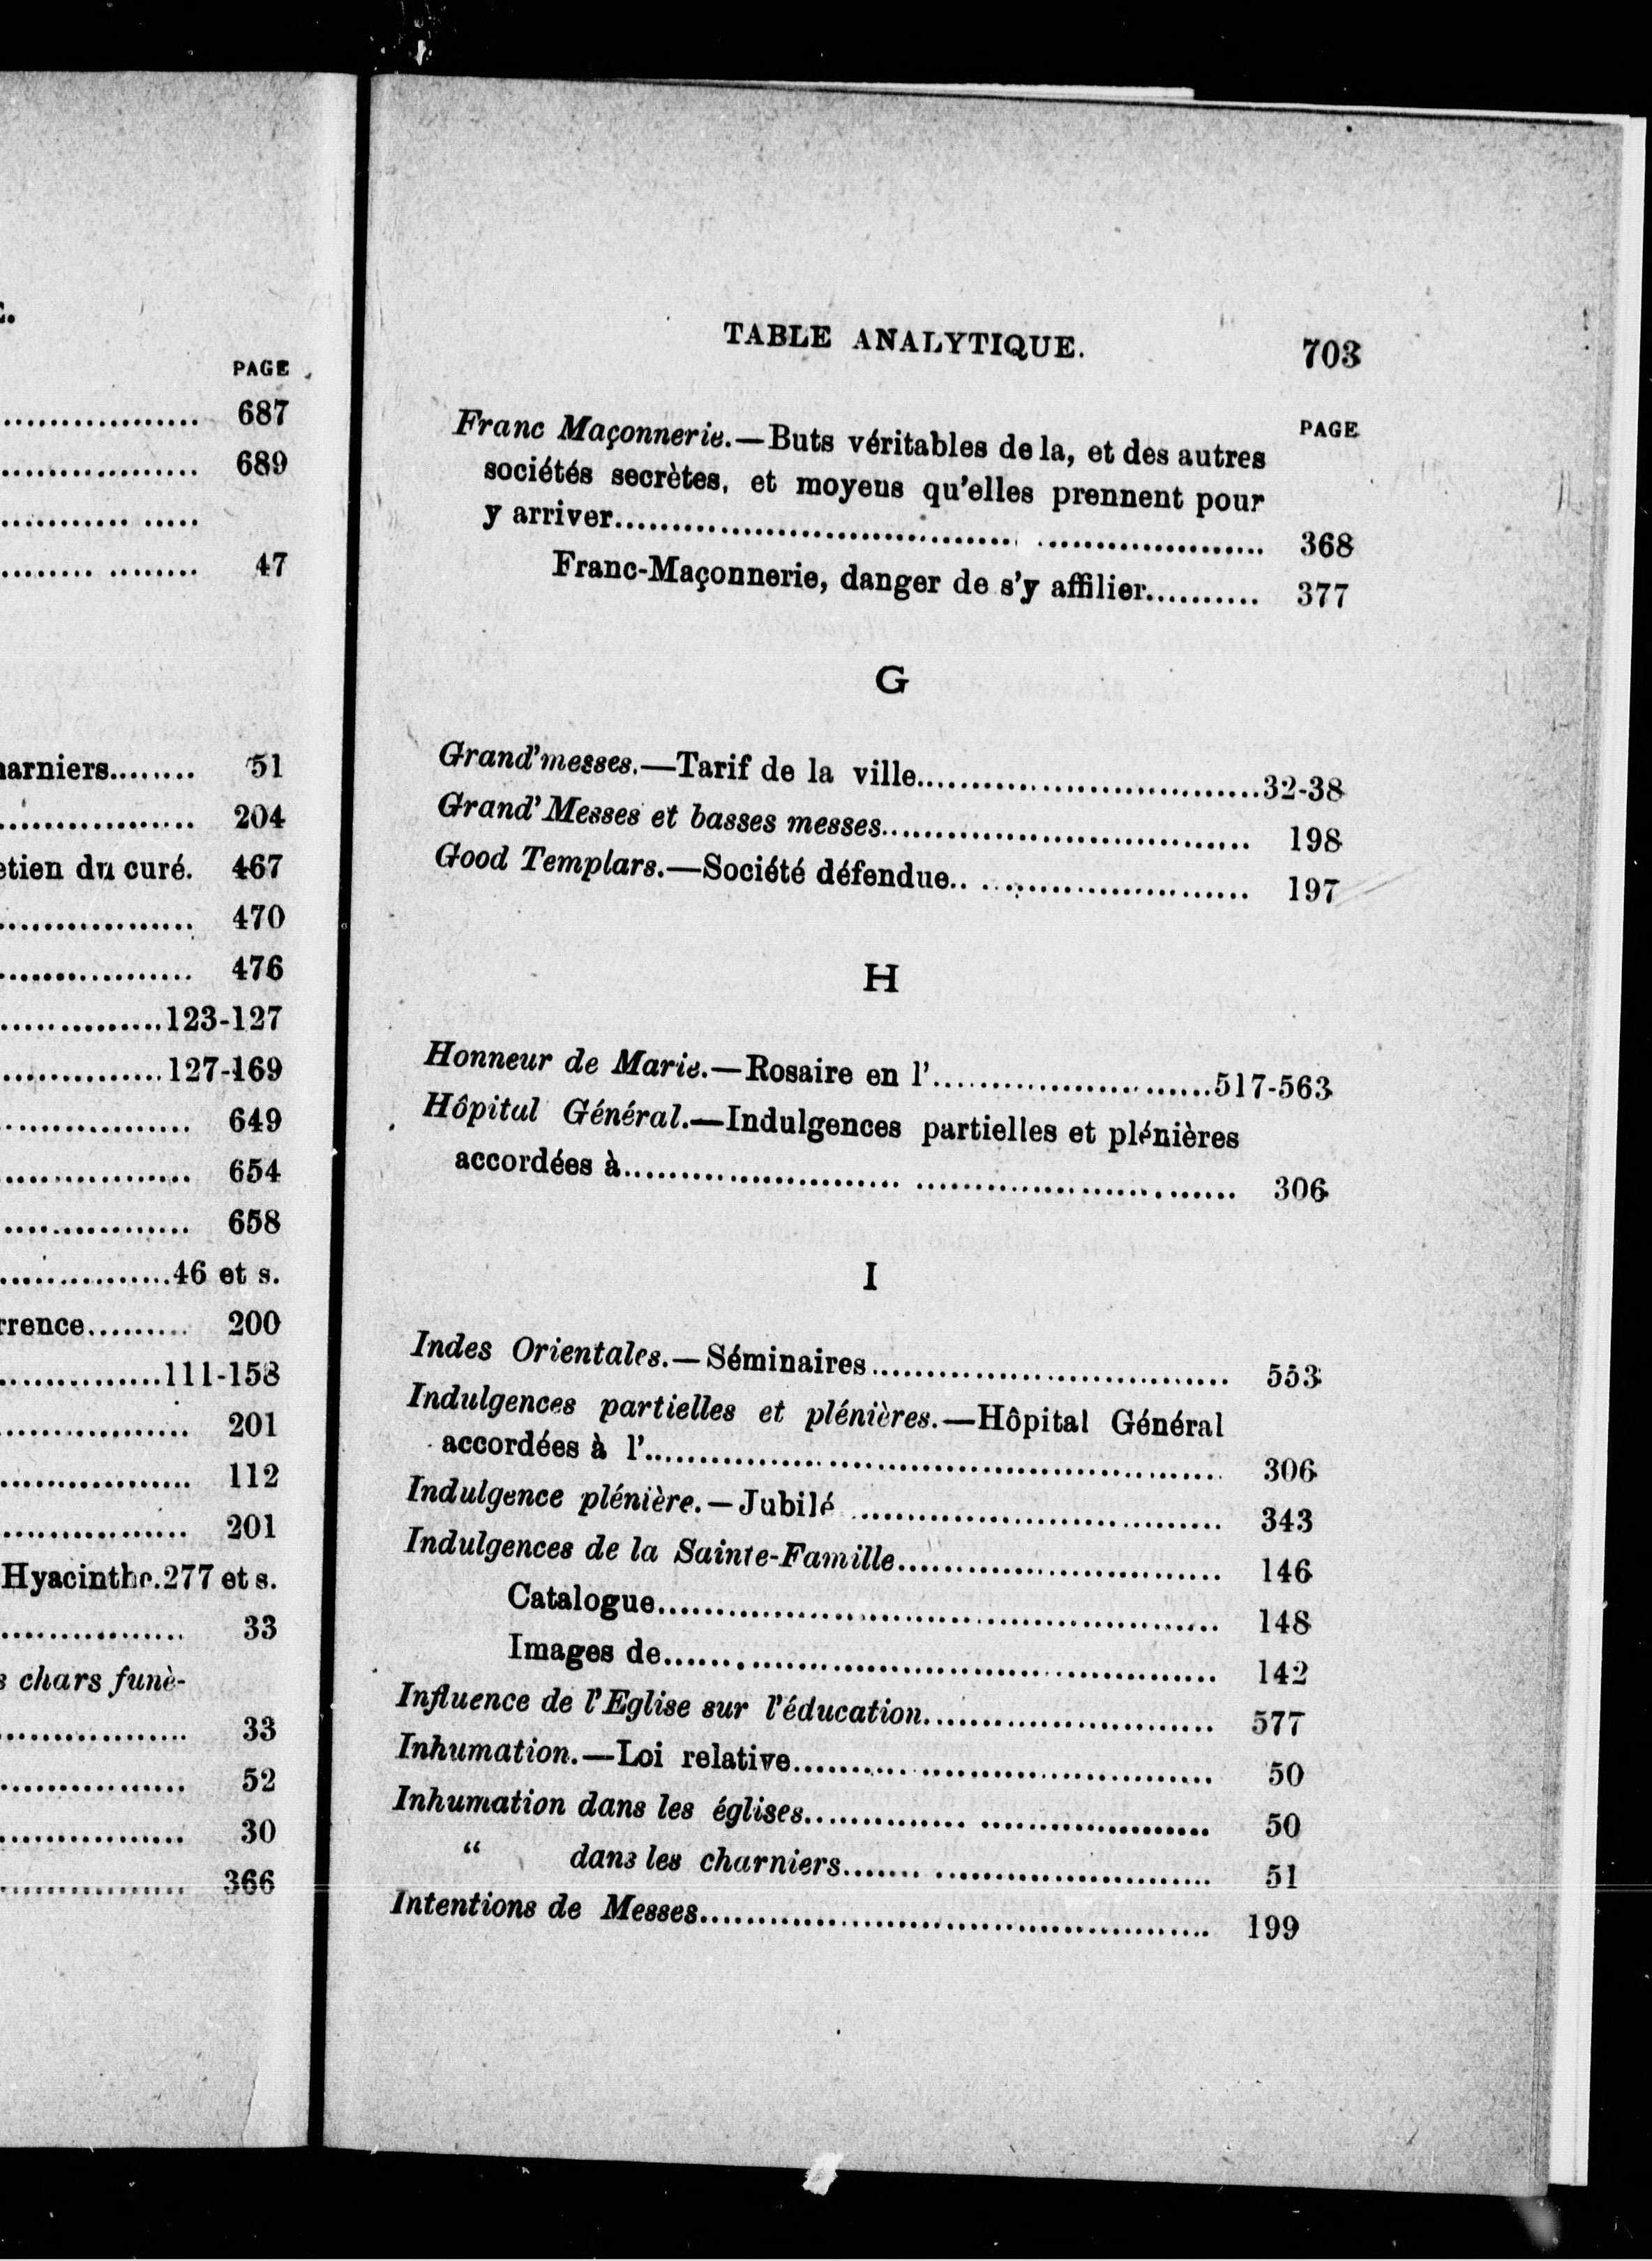 E.
PAGE
687
689
47
harniers........ 51
204
etien du curé. 467
470
476
123-127
127-169
649
654
658
46 et s.
rrence......... 200
111-158
201
112
201
Hyacinthe.277 et s.
33
s chars funè-
33
52
30
366
TABLE ANALYTIQUE. 703
PAGE
Franc Maçonnerie.—Buts véritables de la, et des autres
sociétés secrètes, et moyens qu'elles prennent pour
y arriver.................................................. 368
Franc-Maçonnerie, danger de s'y affilier.......... 377
G
Grand'messes.—Tarif de la ville..............................32-38
Grand' Messes et basses messes................................ 198
Good Templars.—Société défendue.......................... 197
H
Honneur de Marie.—Rosaire en l'........................517-563
Hôpital Général.—Indulgences partielles et plénières
accordées à.................................................. 306
I
Indes Orientales.—Séminaires................................ 553
Indulgences partielles et plénières.—Hôpital Général
accordées à l'.................................................. 306
Indulgence plénière.—Jubilé ................................ 343
Indulgences de la Sainte-Famille............................ 146
Catalogue.................................................. 148
Images de.................................................. 142
Influence de l'Eglise sur l'éducation......................... 577
Inhumation.—Loi relative.................................... 50
Inhumation dans les églises.................................. 50
“ dans les charniers.............................. 51
Intentions de Messes............................................ 199